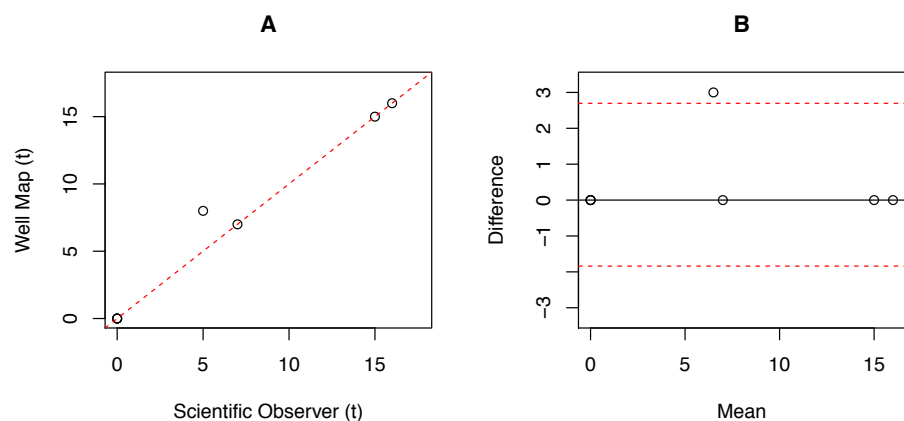 A
Well Map (t)
15
10
5
0
0 5 10 15
Scientific Observer (t)
B
Difference
3
2
1
0
−1
−3
0 5 10 15
Mean